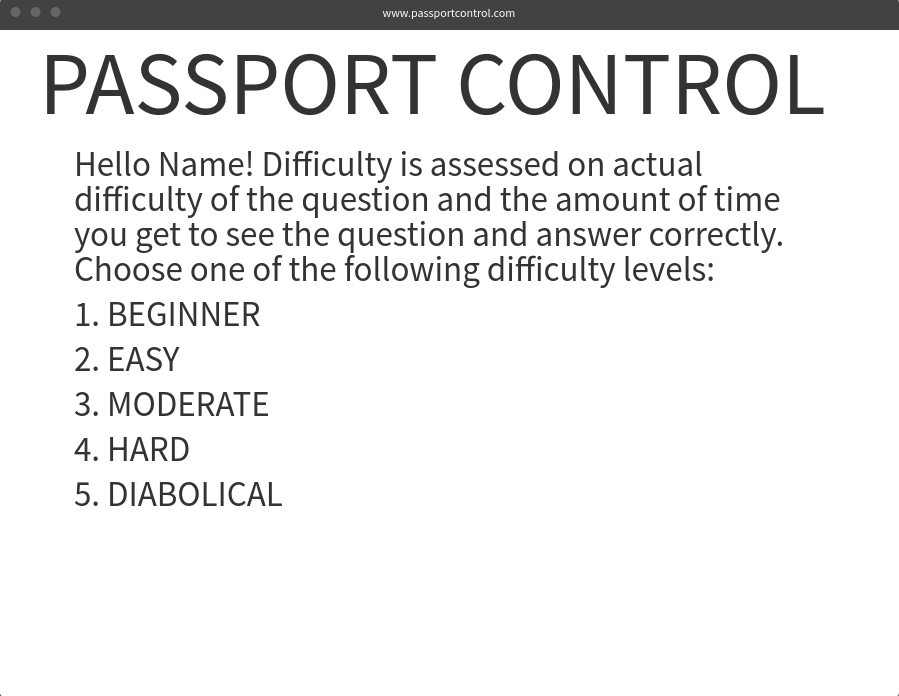 www.passportcontrol.com
PASSPORT CONTROL
Hello Name! Difficulty is assessed on actual
difficulty of the question and the amount of time
you get to see the question and answer correctly.
Choose one of the following difficulty levels:
1. BEGINNER
2. EASY
3. MODERATE
4. HARD
5. DIABOLICAL